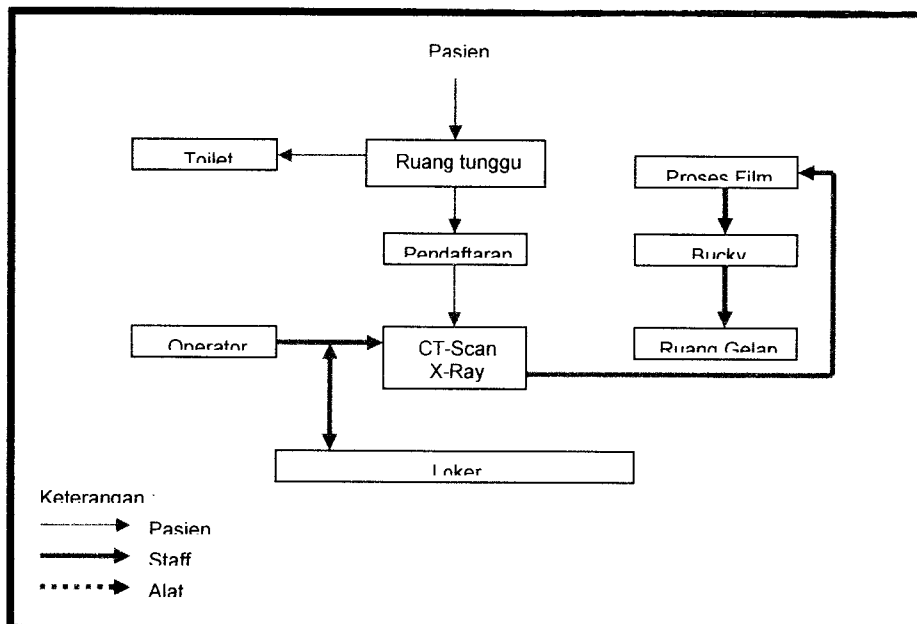 Pasien
Toilet
Ruang tunggu
Proses Film
Pendaftaran
Bucky
Operator
CT-Scan
X-Ray
Ruang Gelap
Loker
Keterangan :
Pasien
Staff
Alat